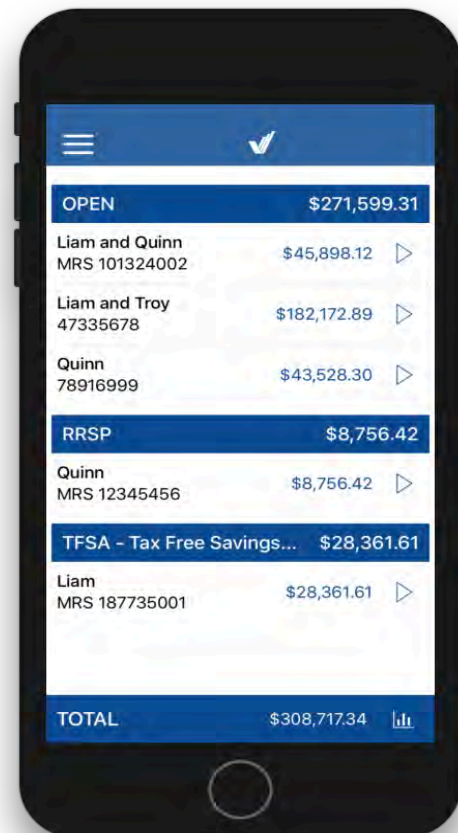 OPEN $271,599.31
Liam and Quinn
MRS 101324002 $45,898.12
Liam and Troy
47335678 $182,172.89
Quinn
78916999 $43,528.30
RRSP $8,756.42
Quinn
MRS 12345456 $8,756.42
TFSA - Tax Free Savings... $28,361.61
Liam
MRS 187735001 $28,361.61
TOTAL $308,717.34